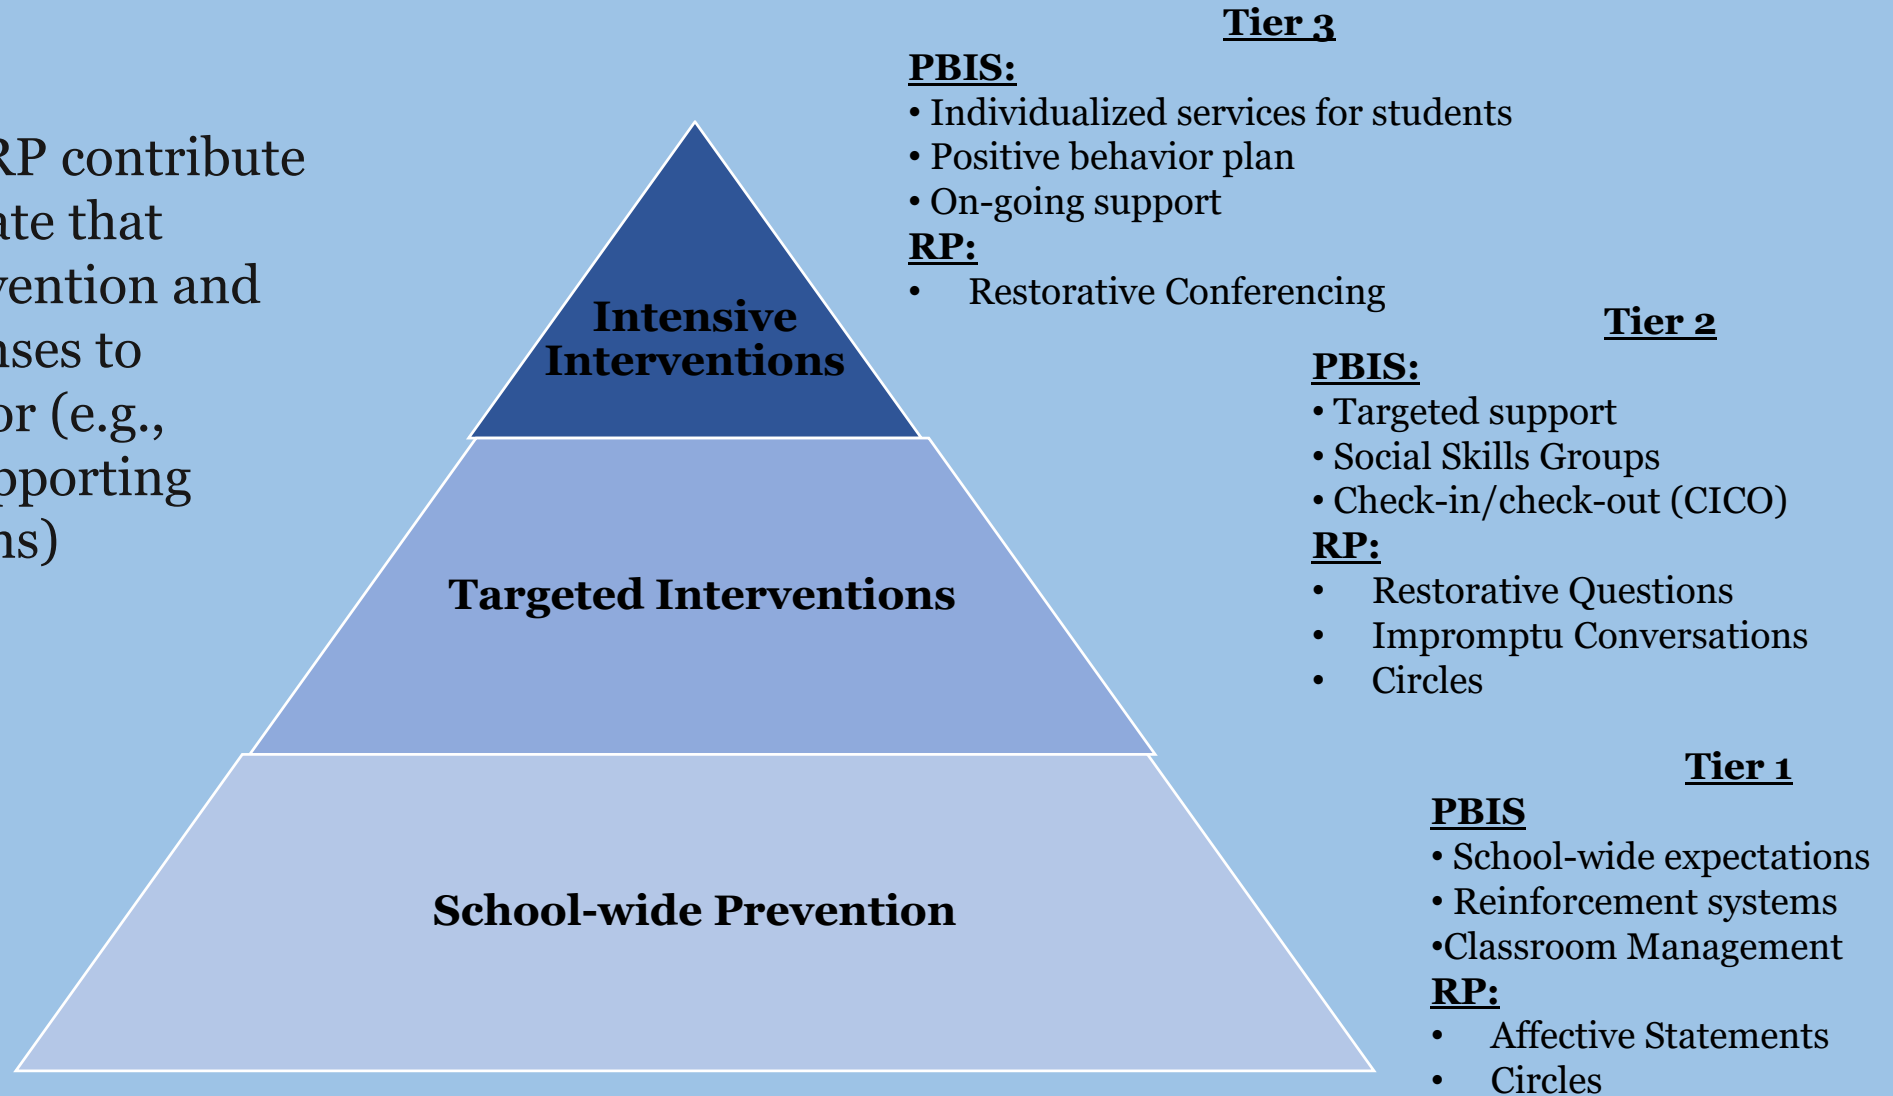 RP contribute
ate that
vention and
nses to
or (e.g.,
pporting
ns)
Intensive
Interventions
Targeted Interventions
School-wide Prevention
Tier 3
PBIS:
• Individualized services for students
• Positive behavior plan
• On-going support
RP:
• Restorative Conferencing
Tier 2
PBIS:
• Targeted support
• Social Skills Groups
• Check-in/check-out (CICO)
RP:
• Restorative Questions
• Impromptu Conversations
• Circles
Tier 1
PBIS
• School-wide expectations
• Reinforcement systems
•Classroom Management
RP:
• Affective Statements
• Circles